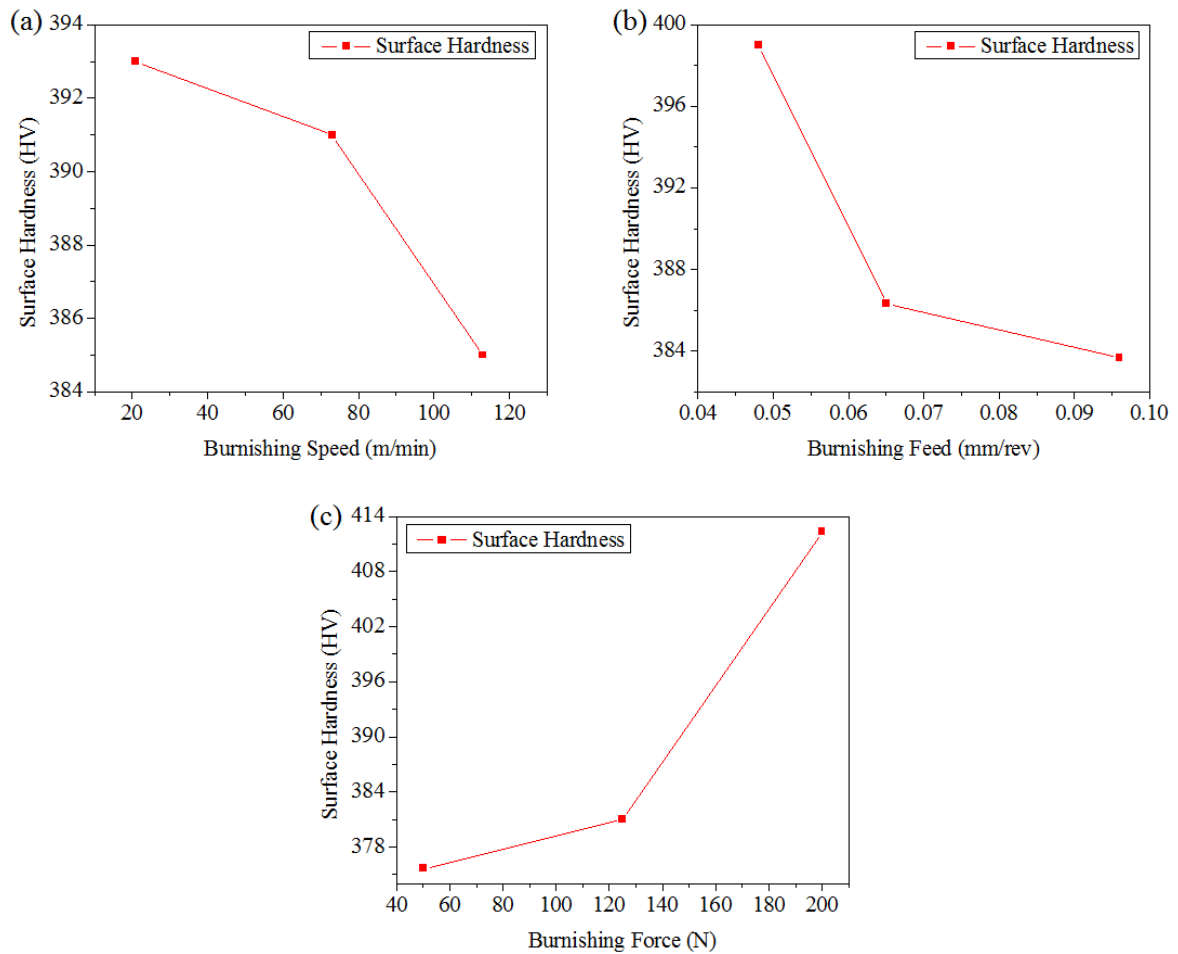 (a)
Surface Hardness
Surface Hardness (HV)
394
392
390
388
386
384
20 40 60 80 100 120
Burnishing Speed (m/min)
(b)
Surface Hardness
Surface Hardness (HV)
400
396
392
388
384
0.04 0.05 0.06 0.07 0.08 0.09 0.10
Burnishing Feed (mm/rev)
(c)
Surface Hardness
Surface Hardness (HV)
414
408
402
396
390
384
378
40 60 80 100 120 140 160 180 200
Burnishing Force (N)